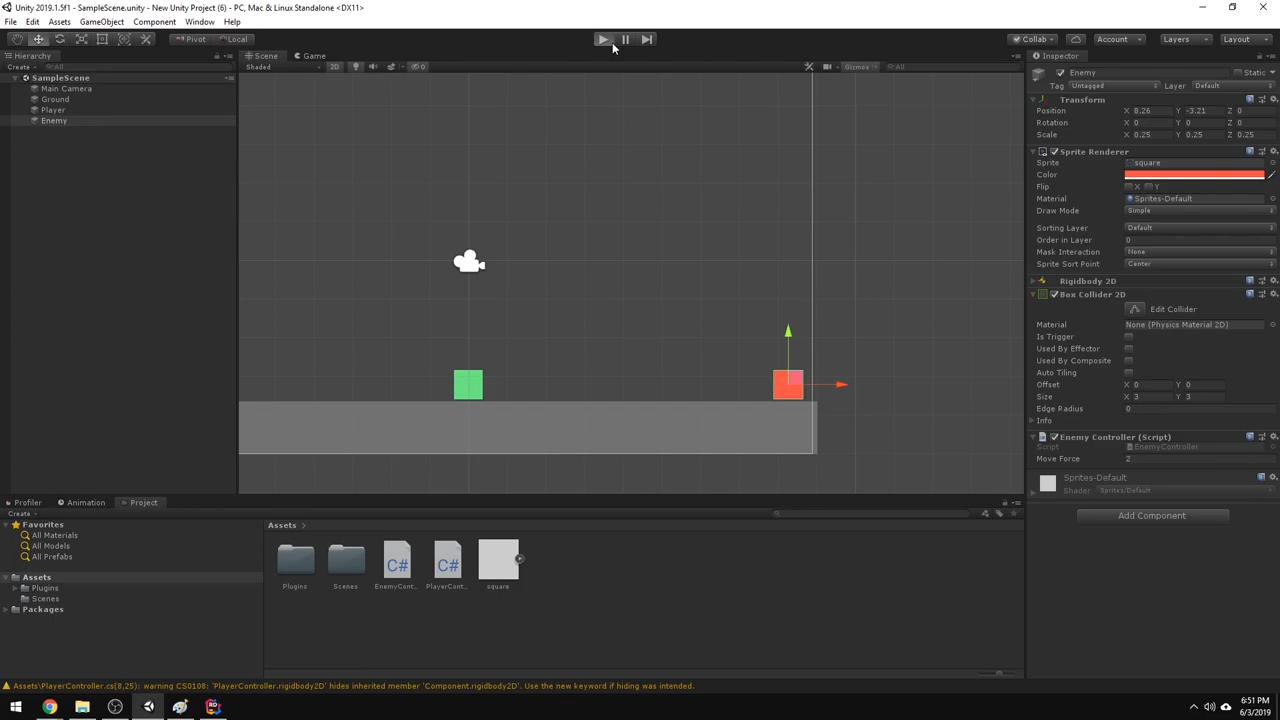 Unity 2019.1.5f1 - SampleScene.unity - New Unity Project (6) - PC, Mac & Linux Standalone <DX11>
File Edit Assets GameObject Component Window Help
Pivot Local Collab Account Layers Layout
Hierarchy
Create All
SampleScene
Main Camera
Ground
Player
Enemy
Scene Game
Shaded 2D 0 Gizmos All
Inspector
Enemy Static
Tag Untagged Layer Default
Transform
Position X 8.26 Y -3.21 Z 0
Rotation X 0 Y 0 Z 0
Scale X 0.25 Y 0.25 Z 0.25
Sprite Renderer
Sprite square
Color
Flip X Y
Material Sprites-Default
Draw Mode Simple
Sorting Layer Default
Order in Layer 0
Mask Interaction None
Sprite Sort Point Center
Rigidbody 2D
Box Collider 2D
Edit Collider
Material None (Physics Material 2D)
Is Trigger
Used By Effector
Used By Composite
Auto Tiling
Offset X 0 Y 0
Size X 3 Y 3
Edge Radius 0
Info
Enemy Controller (Script)
Script EnemyController
Move Force 2
Sprites-Default
Shader Sprites/Default
Add Component
Profiler Animation Project
Create
Favorites
All Materials
All Models
All Prefabs
Assets
Plugins
Scenes
Packages
Assets
C# C#
Plugins Scenes EnemyCont... PlayerCont... square
Assets\PlayerController.cs(8,25): warning CS0108: 'PlayerController.rigidbody2D' hides inherited member 'Component.rigidbody2D'. Use the new keyword if hiding was intended.
6:51 PM
6/3/2019